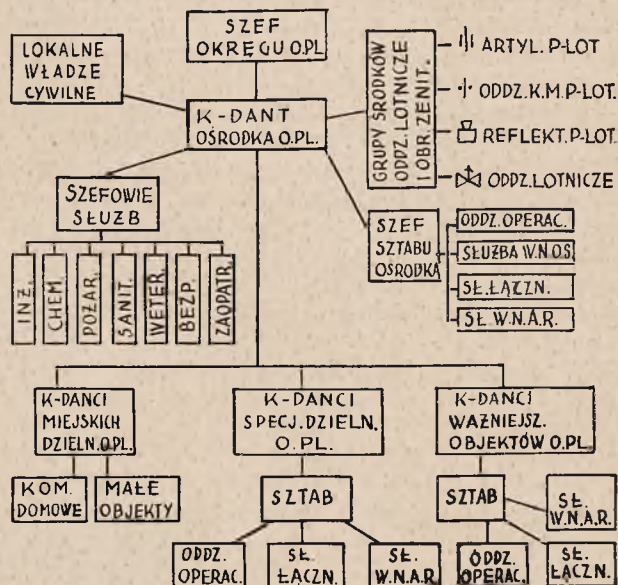 SZEF
OKRĘGU O.PL
LOKALNE
WŁADZE
CYWILNE
K-DANT
OŚRODKA O.PL.
GRUPY ŚRODKÓW
ODDZ. LOTNICZE
I OBR. ZENIT.
ARTYL. P-LOT
ODDZ. K.M. P-LOT.
REFLEKT. P-LOT.
ODDZ. LOTNICZE
SZEFOWIE
SŁUZB
INŻ.
CHEM.
POŻAR.
SANIT.
WETER.
BEZP.
ZAOPATR.
SZEF
SZTABU
OŚRODKA
ODDZ. OPERAC.
SŁUŻBA W.N.OS.
SŁ. ŁĄCZN.
SŁ. W.N.A.R.
K-DANCI
MIEJSKICH
DZIELN. O.PL.
K-DANCI
SPECJ. DZIELN.
O.PL.
K-DANCI
WAŻNIEJSZ.
OBJEKTÓW O.PL.
KOM.
DOMOWE
MAŁE
OBJEKTY
SZTAB
SZTAB
SŁ.
W.N.A.R.
ODDZ.
OPERAC.
SŁ.
ŁĄCZN.
SŁ.
W.N.A.R.
ODDZ.
OPERAC.
SŁ.
ŁĄCZN.